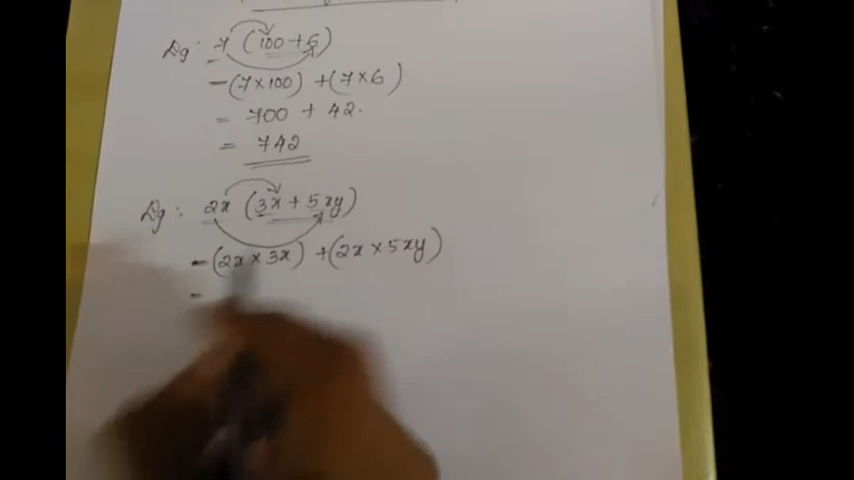 Eg: 7 (100+6)
= (7×100) + (7×6)
= 700 + 42.
= 742
Eg: 2x (3x + 5xy)
= (2x × 3x) + (2x × 5xy)
=